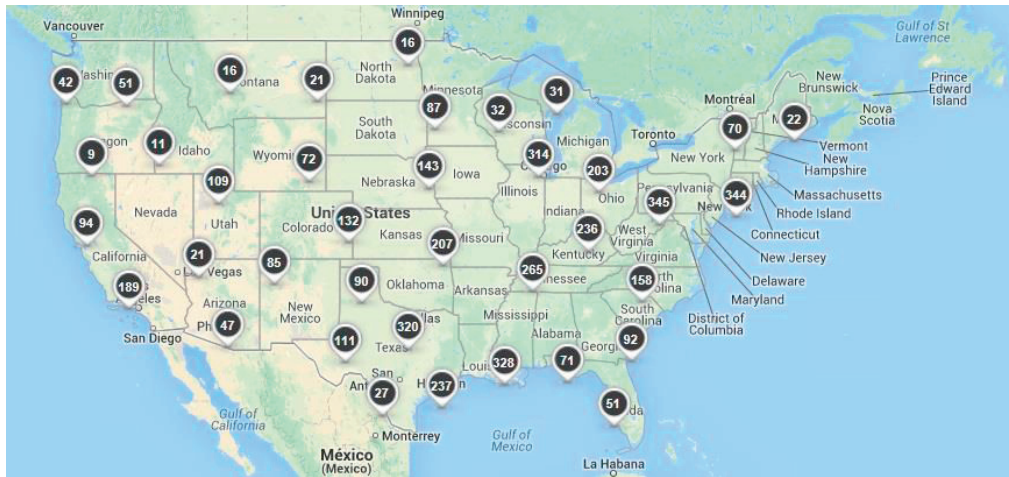 Vancouver
Winnipeg
Gulf of St
Lawrence
16
42
51
16
21
North
Dakota
31
New
Brunswick
Prince
Edward
Island
Minnesota
87
32
Montréal
22
Nova
Scotia
South
Dakota
Michigan
Toronto
70
Vermont
New
Hampshire
9
11
Idaho
72
314
New York
143
Iowa
203
Massachusetts
109
Nebraska
Illinois
Ohio
345
344
Rhode Island
Nevada
Utah
132
Colorado
Kansas
236
West
Virginia
Connecticut
94
207
Kentucky
Virginia
New Jersey
California
21
85
265
158
Delaware
189
90
Oklahoma
Arkansas
Maryland
Arizona
New
Mexico
Mississippi
South
Carolina
District of
Columbia
San Diego
47
111
320
Texas
Alabama
92
San
328
71
27
237
51
Gulf of
California
Monterrey
Gulf of
Mexico
México
(Mexico)
La Habana